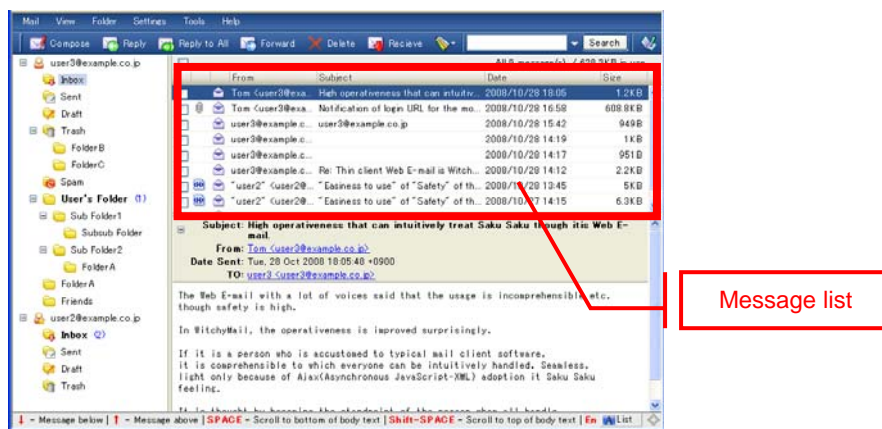 Mail View Folder Settings Tools Help
Compose Reply Reply to All Forward Delete Recieve Search
user3@example.co.jp
Inbox
Sent
Draft
Trash
FolderB
FolderC
Spam
User's Folder (1)
Sub Folder1
Subsub Folder
Sub Folder2
FolderA
FolderA
Friends
user2@example.co.jp
Inbox (2)
Sent
Draft
Trash
From Subject Date Size
Tom <user3@exa... High operativeness that can intuitiv... 2008/10/28 18:05 1.2KB
Tom <user3@exa... Notification of login URL for the mo... 2008/10/28 16:58 608.8KB
user3@example.c... user3@example.co.jp 2008/10/28 15:42 949B
user3@example.c... 2008/10/28 14:19 1KB
user3@example.c... 2008/10/28 14:17 951B
user3@example.c... Re: Thin client Web E-mail is Witch... 2008/10/28 14:12 2.2KB
"user2" <user2@... "Easiness to use" of "Safety" of th... 2008/10/28 13:45 5KB
"user2" <user2@... "Easiness to use" of "Safety" of th... 2008/10/27 14:15 6.3KB
Subject: High operativeness that can intuitively treat Saku Saku though itis Web E-
mail.
From: Tom <user3@example.co.jp>
Date Sent: Tue, 28 Oct 2008 18:05:48 +0900
TO: user3 <user3@example.co.jp>
The Web E-mail with a lot of voices said that the usage is incomprehensible etc.
though safety is high.
In WitchyMail, the operativeness is improved surprisingly.
If it is a person who is accustomed to typical mail client software.
it is comprehensible to which everyone can be intuitively handled. Seamless.
light only because of Ajax(Asynchronous JavaScript-XML) adoption it Saku Saku
feeling.
↓ - Message below | ↑ - Message above | SPACE - Scroll to bottom of body text | Shift-SPACE - Scroll to top of body text | En List
Message list